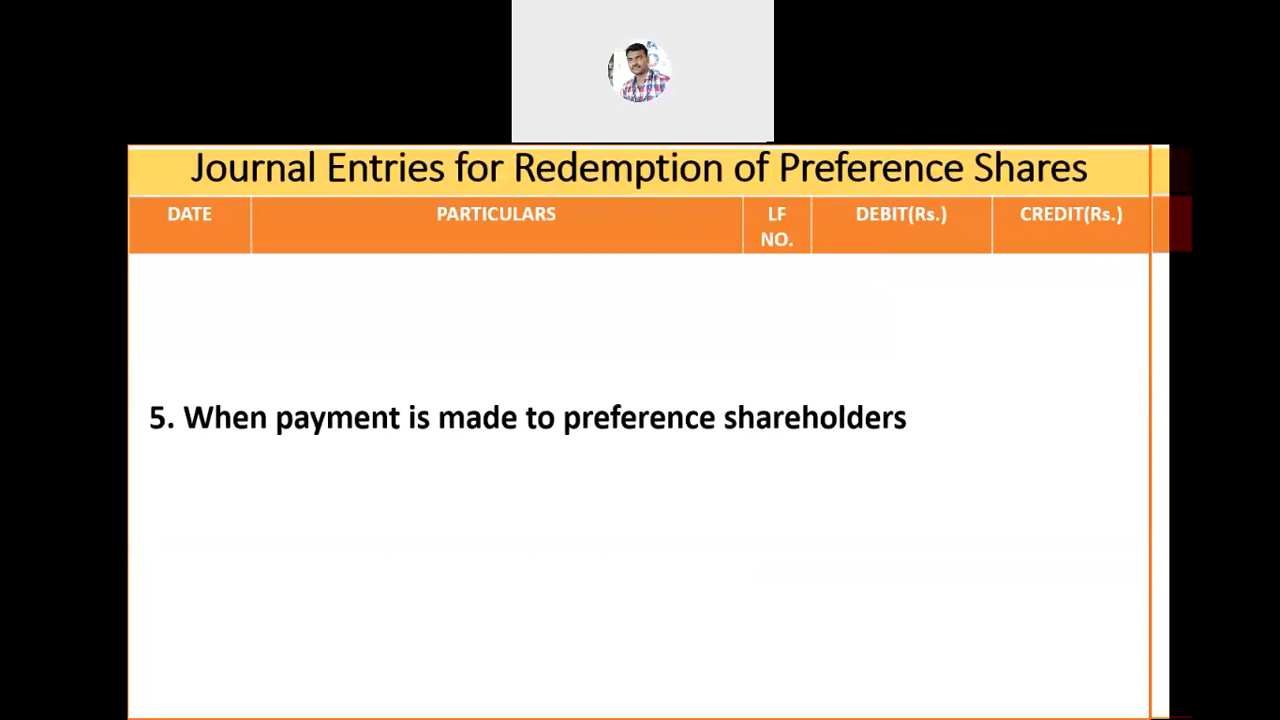 Journal Entries for Redemption of Preference Shares
DATE PARTICULARS LF NO. DEBIT(Rs.) CREDIT(Rs.)
5. When payment is made to preference shareholders